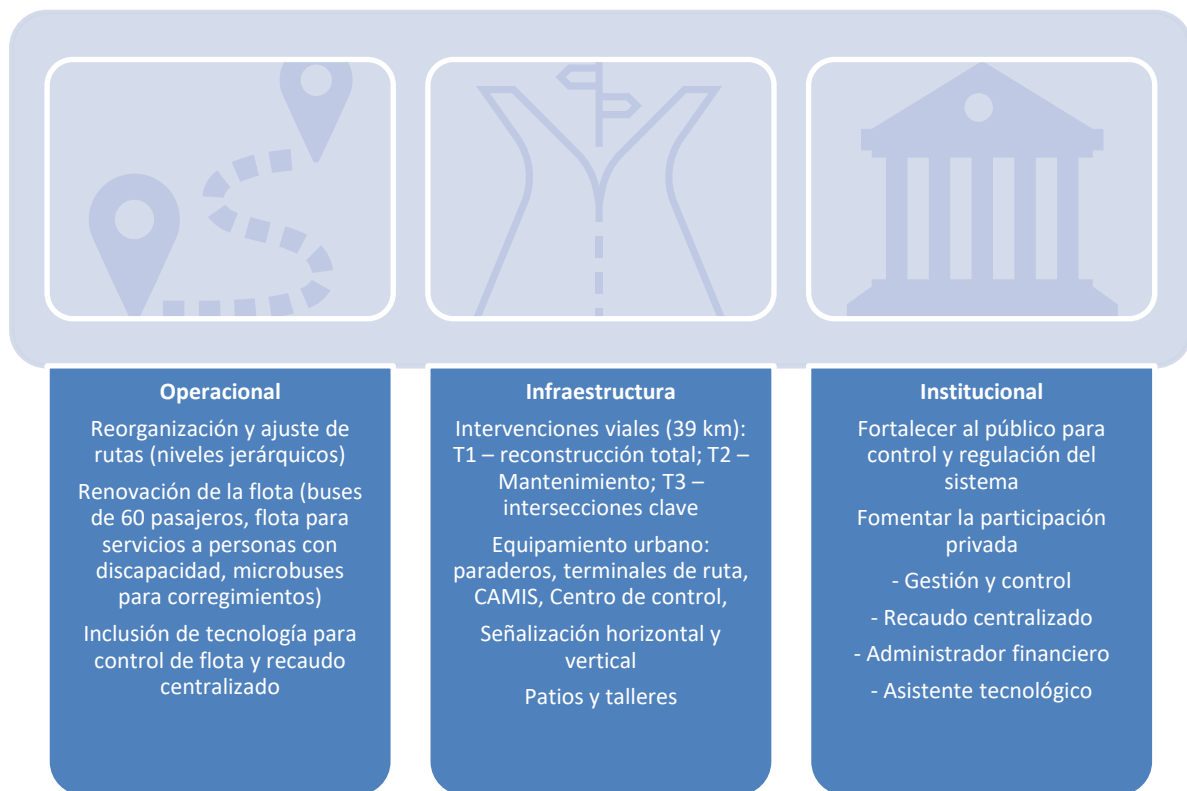 Operacional
Reorganización y ajuste de
rutas (niveles jerárquicos)
Renovación de la flota (buses
de 60 pasajeros, flota para
servicios a personas con
discapacidad, microbuses
para corregimientos)
Inclusión de tecnología para
control de flota y recaudo
centralizado
Infraestructura
Intervenciones viales (39 km):
T1 – reconstrucción total; T2 –
Mantenimiento; T3 –
intersecciones clave
Equipamiento urbano:
paraderos, terminales de ruta,
CAMIS, Centro de control,
Señalización horizontal y
vertical
Patios y talleres
Institucional
Fortalecer al público para
control y regulación del
sistema
Fomentar la participación
privada
- Gestión y control
- Recaudo centralizado
- Administrador financiero
- Asistente tecnológico